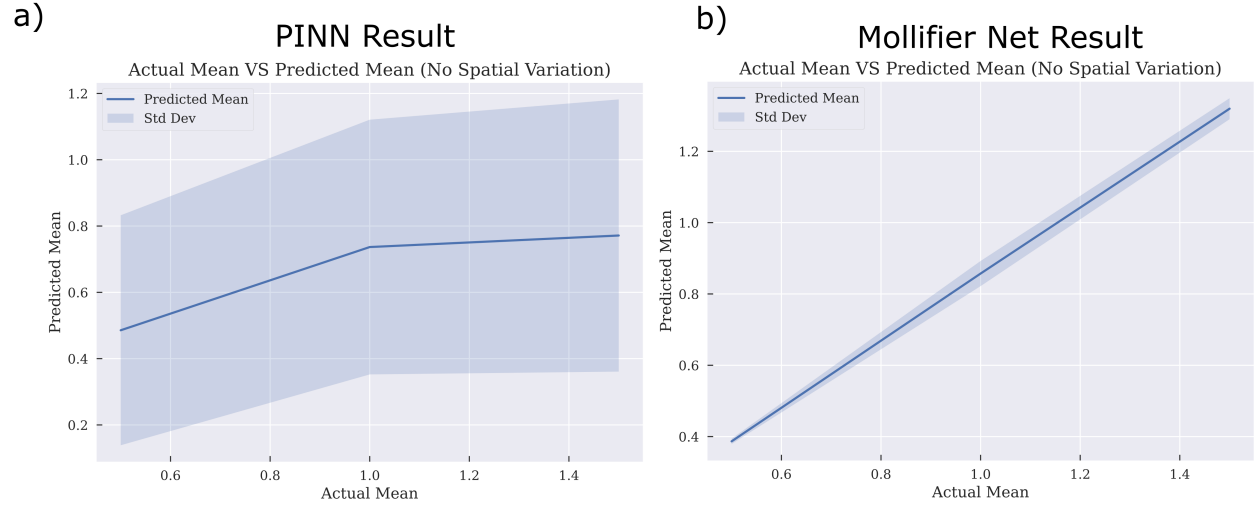 a)
PINN Result
Actual Mean VS Predicted Mean (No Spatial Variation)
Predicted Mean
Std Dev
1.2
1.0
0.8
0.6
0.4
0.2
Predicted Mean
0.6 0.8 1.0 1.2 1.4
Actual Mean
b)
Mollifier Net Result
Actual Mean VS Predicted Mean (No Spatial Variation)
Predicted Mean
Std Dev
1.2
1.0
0.8
0.6
0.4
Predicted Mean
0.6 0.8 1.0 1.2 1.4
Actual Mean